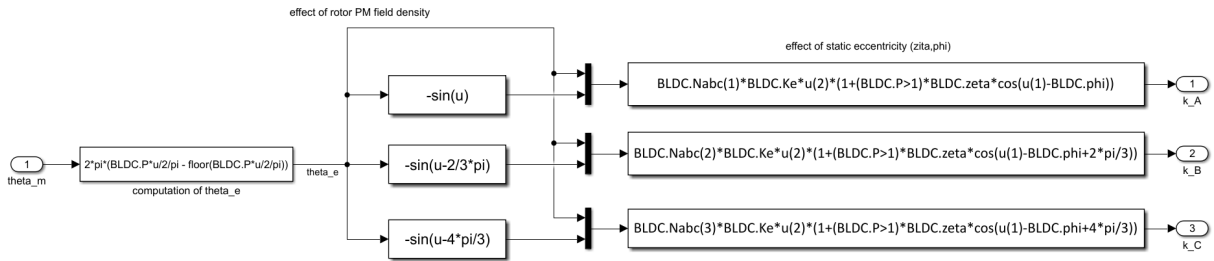 effect of rotor PM field density
effect of static eccentricity (zita,phi)
-sin(u)
BLDC.Nabc(1)*BLDC.Ke*u(2)*(1+(BLDC.P>1)*BLDC.zeta*cos(u(1)-BLDC.phi))
1
k_A
1
theta_m
2*pi*(BLDC.P*u/2/pi - floor(BLDC.P*u/2/pi))
computation of theta_e
theta_e
-sin(u-2/3*pi)
BLDC.Nabc(2)*BLDC.Ke*u(2)*(1+(BLDC.P>1)*BLDC.zeta*cos(u(1)-BLDC.phi+2*pi/3))
2
k_B
-sin(u-4*pi/3)
BLDC.Nabc(3)*BLDC.Ke*u(2)*(1+(BLDC.P>1)*BLDC.zeta*cos(u(1)-BLDC.phi+4*pi/3))
3
k_C